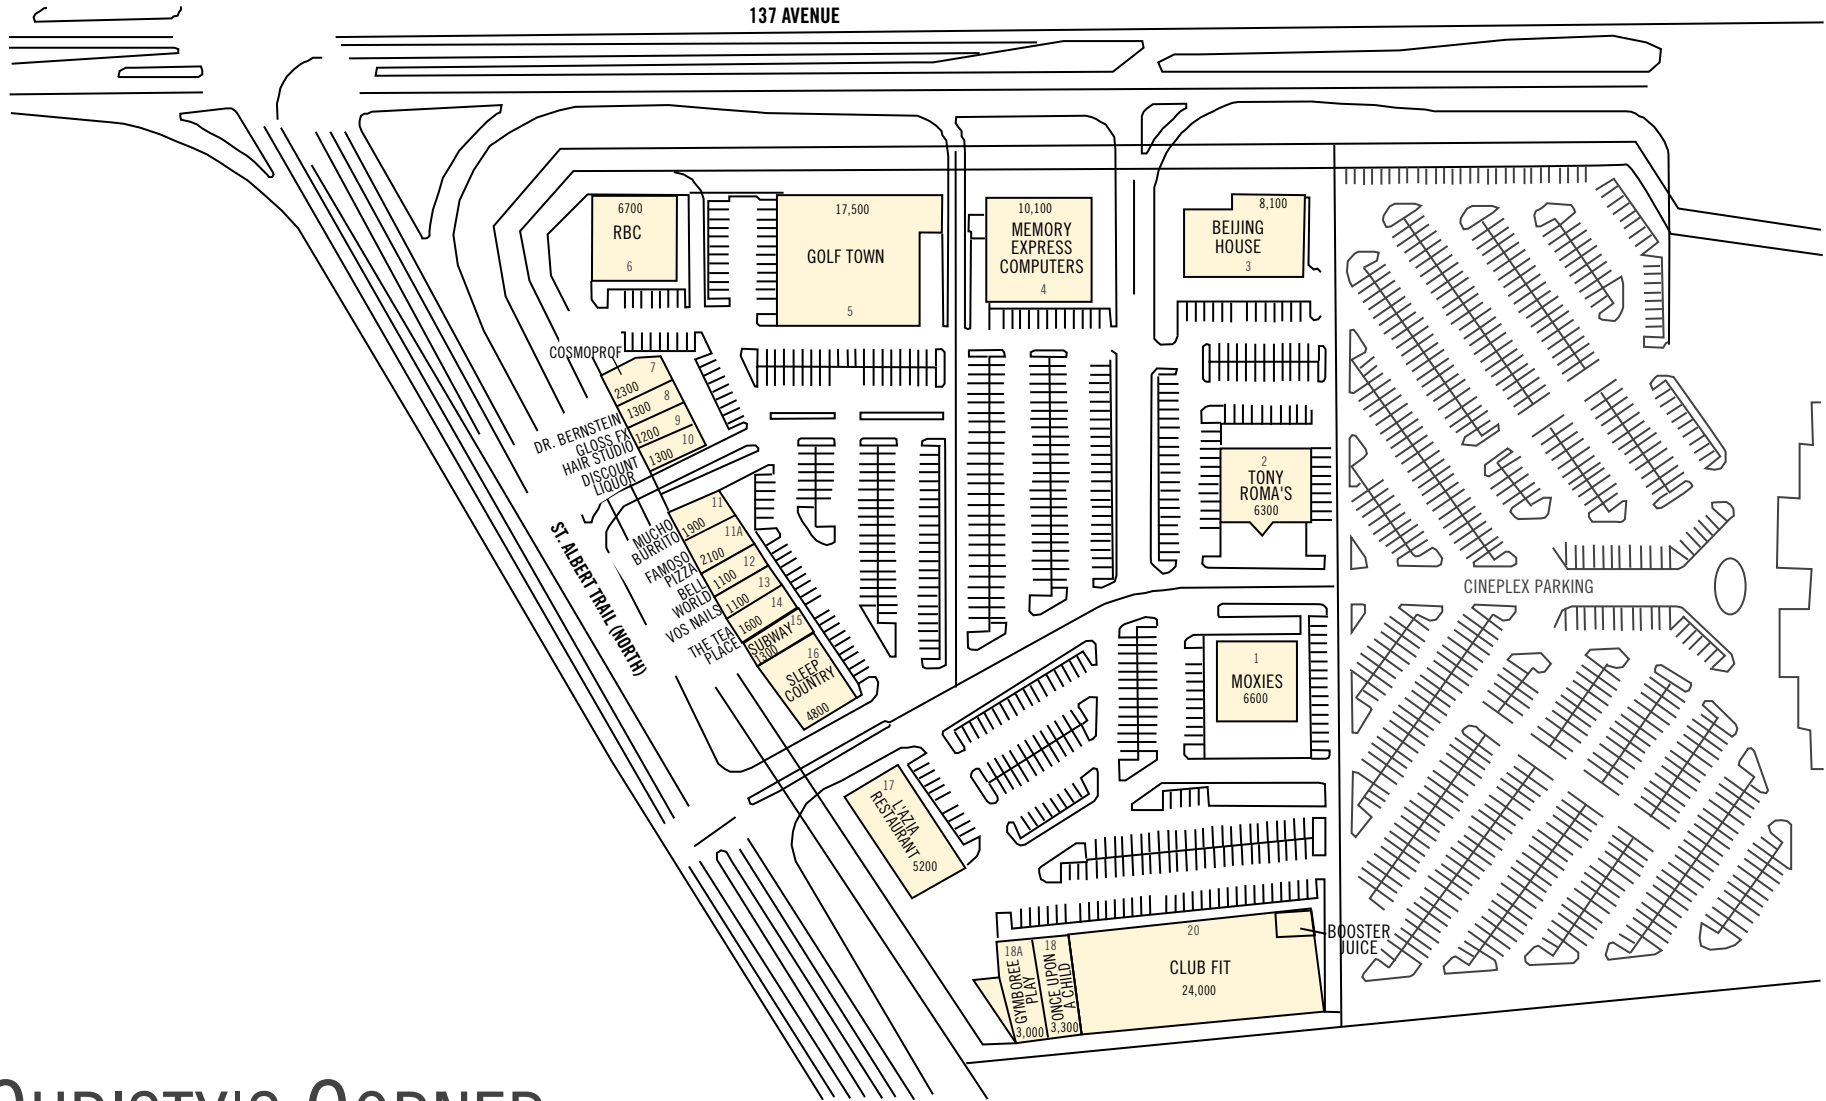 137 AVENUE
6700
RBC
6
17,500
GOLF TOWN
5
10,100
MEMORY
EXPRESS
COMPUTERS
4
8,100
BEIJING
HOUSE
3
COSMOPROF
7
2300
DR. BERNSTEIN
8
1300
GLOSS FX
HAIR STUDIO
9
1200
DISCOUNT
LIQUOR
10
1300
2
TONY
ROMA'S
6300
MUCHO
BURRITO
11
1900
FAMOSO
PIZZA
11A
2100
BELL
WORLD
12
1100
VOS NAILS
13
1100
THE TEA
PLACE
14
1600
SUBWAY
15
1300
16
SLEEP
COUNTRY
4800
ST. ALBERT TRAIL (NORTH)
CINEPLEX PARKING
1
MOXIES
6600
17
L'AZIA
RESTAURANT
5200
18A
GYMBOREE
PLAY
3,000
18
ONCE UPON
A CHILD
3,300
20
CLUB FIT
24,000
BOOSTER
JUICE
CHRISTY'S CORNER